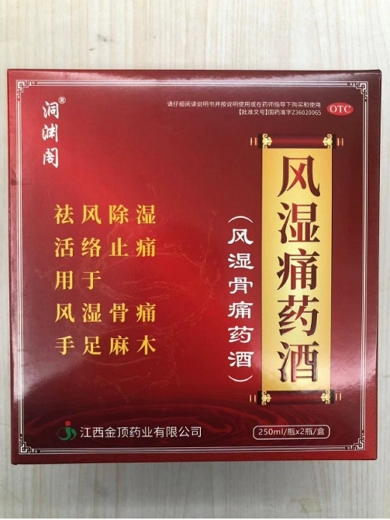 洞渊阁®
请仔细阅读说明书并按说明使用或在药师指导下购买和使用
【批准文号】国药准字Z36020065
OTC
风湿痛药酒
(风湿骨痛药酒)
祛风除湿
活络止痛
用于
风湿骨痛
手足麻木
江西金顶药业有限公司
250ml/瓶x2瓶/盒